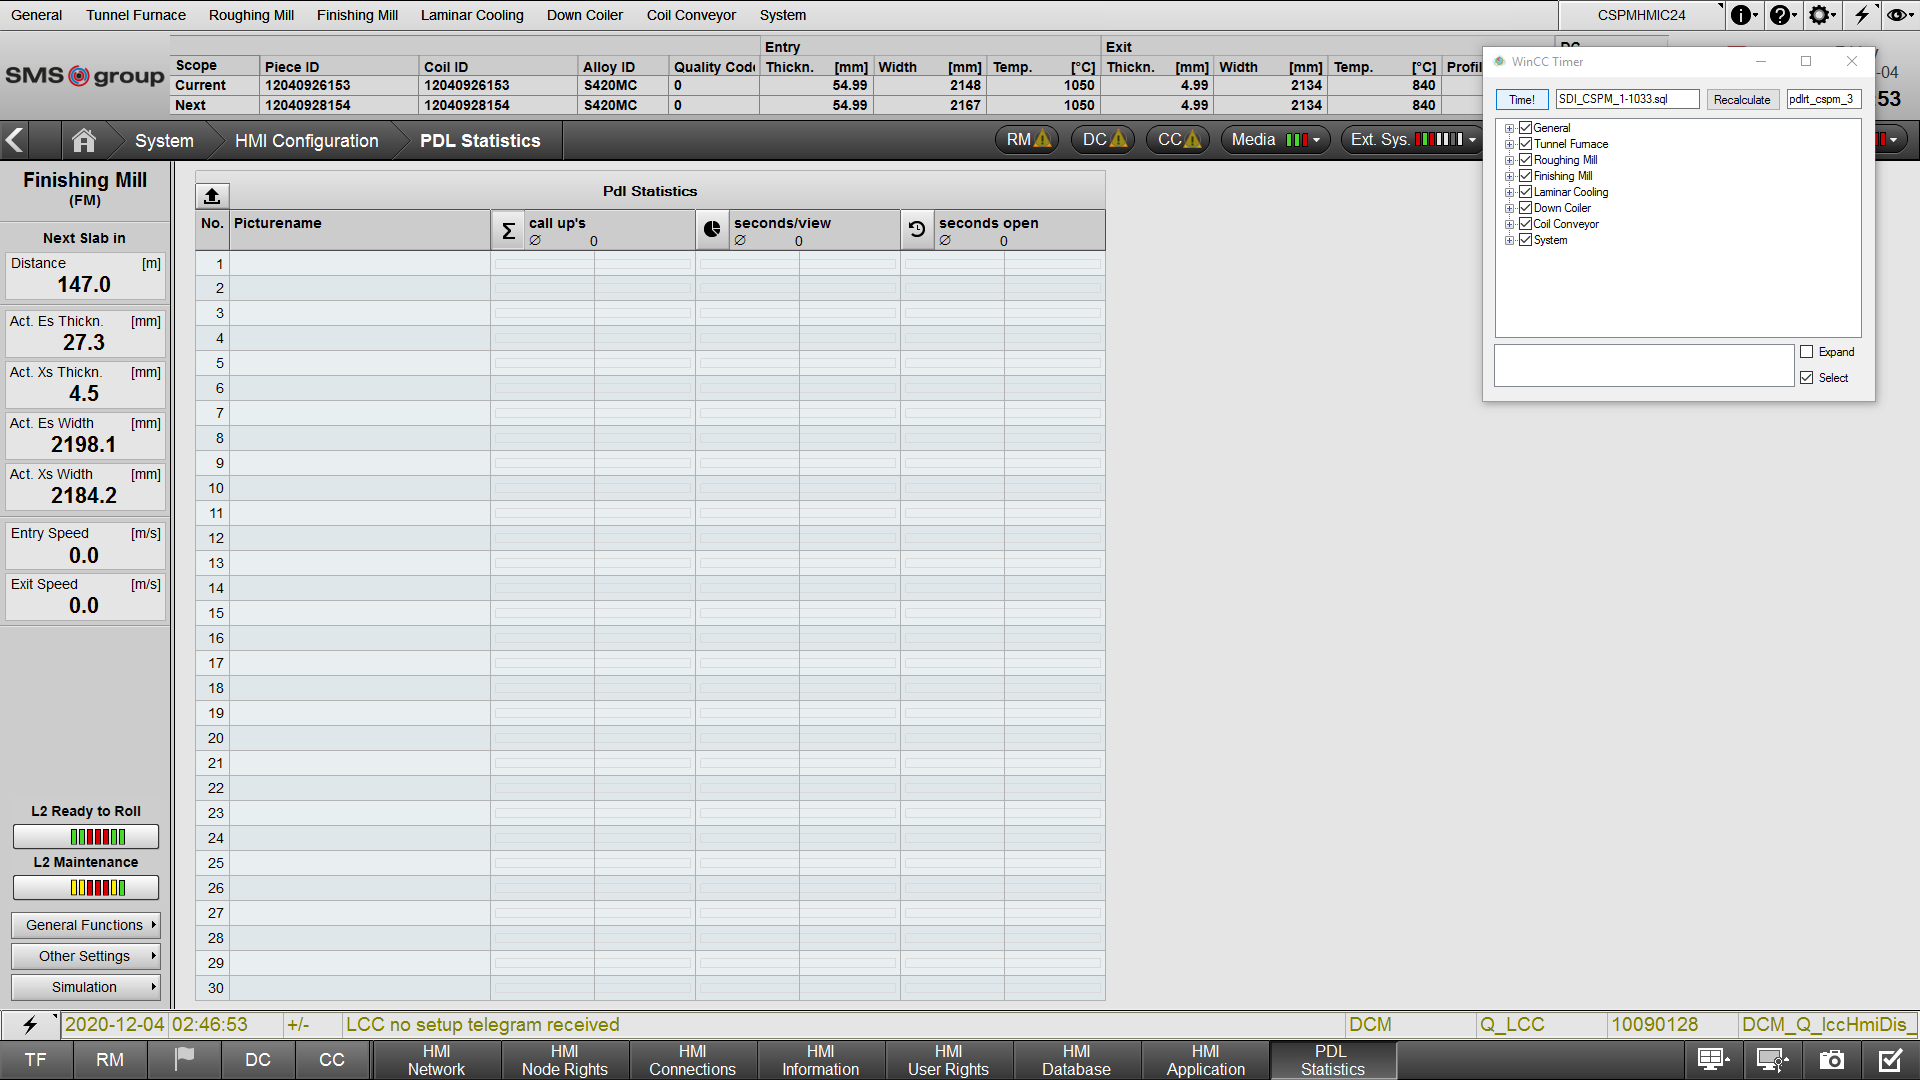 General Tunnel Furnace Roughing Mill Finishing Mill Laminar Cooling Down Coiler Coil Conveyor System CSPMHMIC24
Entry Exit
SMS group
Scope Piece ID Coil ID Alloy ID Quality Code Thickn. [mm] Width [mm] Temp. [°C] Thickn. [mm] Width [mm] Temp. [°C] Profil
Current 12040926153 12040926153 S420MC 0 54.99 2148 1050 4.99 2134 840
Next 12040928154 12040928154 S420MC 0 54.99 2167 1050 4.99 2134 840
-04
53
System HMI Configuration PDL Statistics RM DC CC Media Ext. Sys.
WinCC Timer
Time! SDI_CSPM_1-1033.sql Recalculate pdlrt_cspm_3
General
Tunnel Furnace
Roughing Mill
Finishing Mill
Laminar Cooling
Down Coiler
Coil Conveyor
System
Expand
Select
Finishing Mill
(FM)
Next Slab in
Distance [m]
147.0
Act. Es Thickn. [mm]
27.3
Act. Xs Thickn. [mm]
4.5
Act. Es Width [mm]
2198.1
Act. Xs Width [mm]
2184.2
Entry Speed [m/s]
0.0
Exit Speed [m/s]
0.0
L2 Ready to Roll
L2 Maintenance
General Functions
Other Settings
Simulation
Pdl Statistics
No. Picturename Σ call up's seconds/view seconds open
∅ 0 ∅ 0 ∅ 0
1
2
3
4
5
6
7
8
9
10
11
12
13
14
15
16
17
18
19
20
21
22
23
24
25
26
27
28
29
30
2020-12-04 02:46:53 +/- LCC no setup telegram received DCM Q_LCC 10090128 DCM_Q_lccHmiDis_
TF RM DC CC HMI Network HMI Node Rights HMI Connections HMI Information HMI User Rights HMI Database HMI Application PDL Statistics